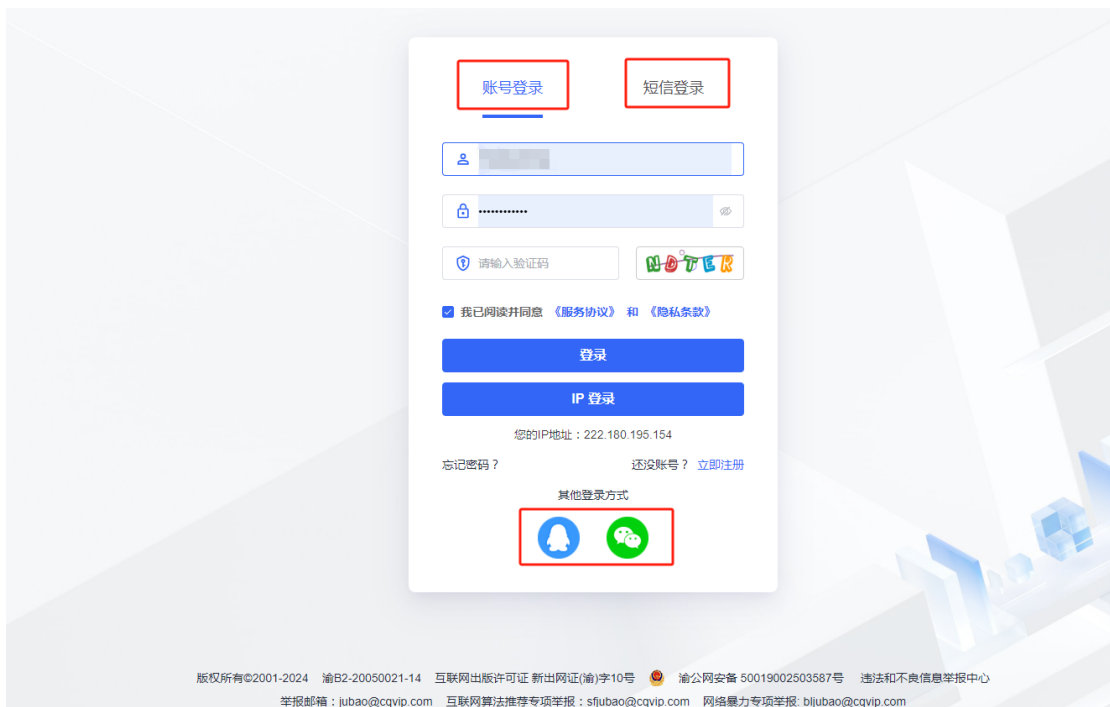 账号登录 短信登录
••••••••••••
请输入验证码 NDTER
我已阅读并同意 《服务协议》 和 《隐私条款》
登录
IP 登录
您的IP地址：222.180.195.154
忘记密码？ 还没账号？ 立即注册
其他登录方式
版权所有©2001-2024 渝B2-20050021-14 互联网出版许可证 新出网证(渝)字10号 渝公网安备 50019002503587号 违法和不良信息举报中心
举报邮箱：jubao@cqvip.com 互联网算法推荐专项举报：sfjubao@cqvip.com 网络暴力专项举报: bljubao@cqvip.com